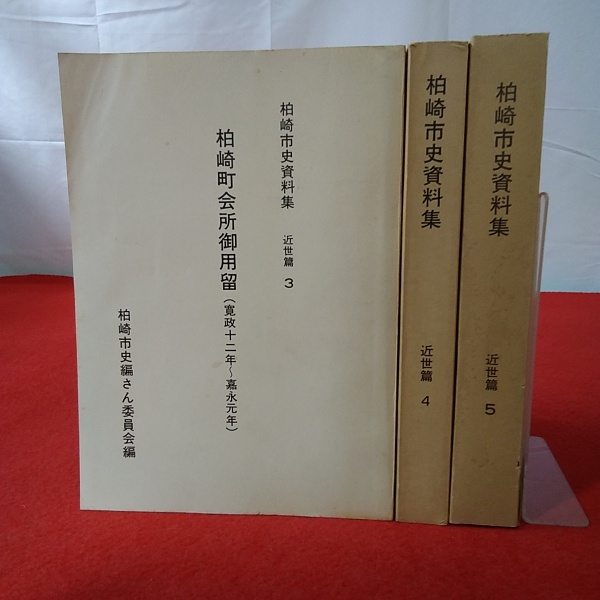 柏崎市史資料集 近世篇 3
柏崎町会所御用留(寛政十二年~嘉永元年)
柏崎市史編さん委員会編
柏崎市史資料集 近世篇 4
柏崎市史資料集 近世篇 5